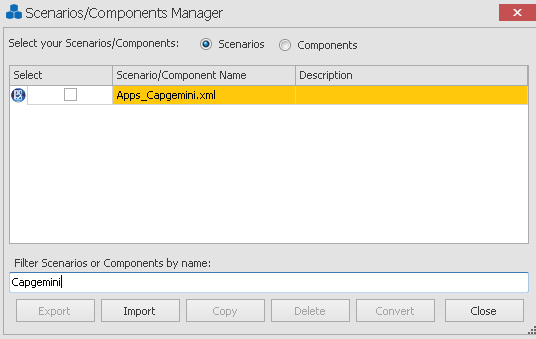 Scenarios/Components Manager
Select your Scenarios/Components: Scenarios Components
Select Scenario/Component Name Description
Apps_Capgemini.xml
Filter Scenarios or Components by name:
Capgemini
Export Import Copy Delete Convert Close